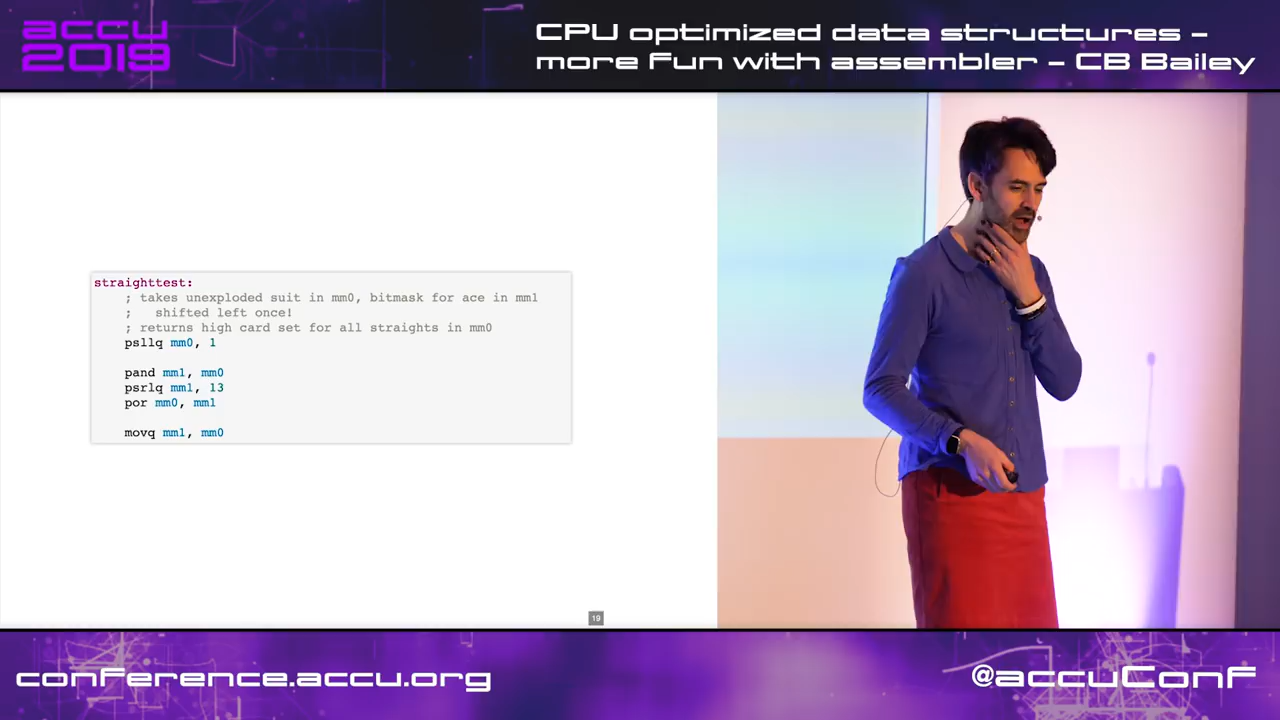 accu
2019
CPU optimized data structures -
more fun with assembler - CB Bailey
straighttest:
; takes unexploded suit in mm0, bitmask for ace in mm1
;   shifted left once!
; returns high card set for all straights in mm0
psllq mm0, 1
pand mm1, mm0
psrlq mm1, 13
por mm0, mm1
movq mm1, mm0
19
conference.accu.org
@accuConf